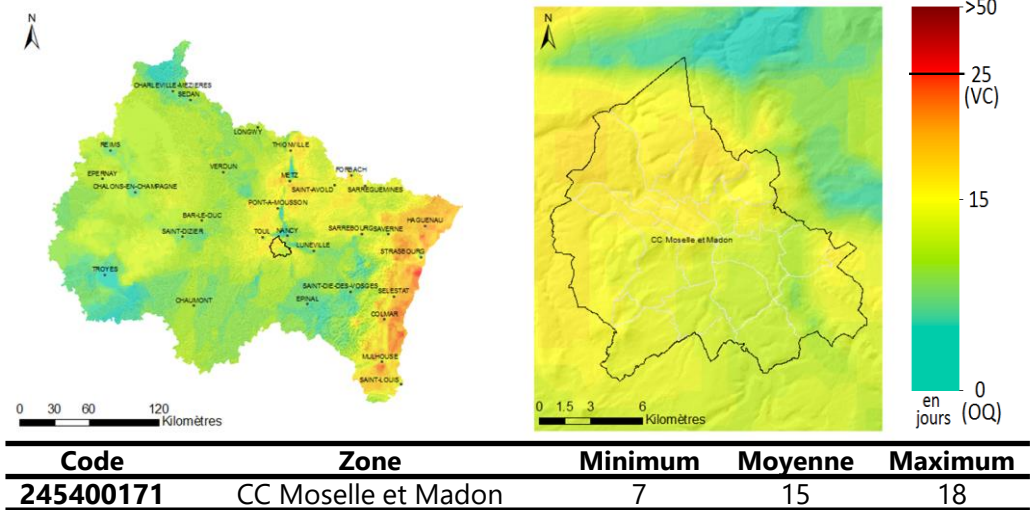 N
CHARLEVILLE-MEZIERES
SEDAN
LONGWY
THIONVILLE
REIMS
VERDUN
METZ
FORBACH
EPERNAY
SAINT-AVOLD
SARREGUEMINES
CHALONS-EN-CHAMPAGNE
PONT-A-MOUSSON
BAR-LE-DUC
HAGUENAU
SAINT-DIZIER
TOUL
NANCY
SARREBOURG
SAVERNE
LUNEVILLE
STRASBOURG
TROYES
SAINT-DIE-DES-VOSGES
CHAUMONT
EPINAL
SELESTAT
COLMAR
MULHOUSE
SAINT-LOUIS
0 30 60 120
Kilomètres
N
CC Moselle et Madon
0 1.5 3 6
Kilomètres
>50
25
(VC)
15
0
en jours (OQ)
Code Zone Minimum Moyenne Maximum
245400171 CC Moselle et Madon 7 15 18